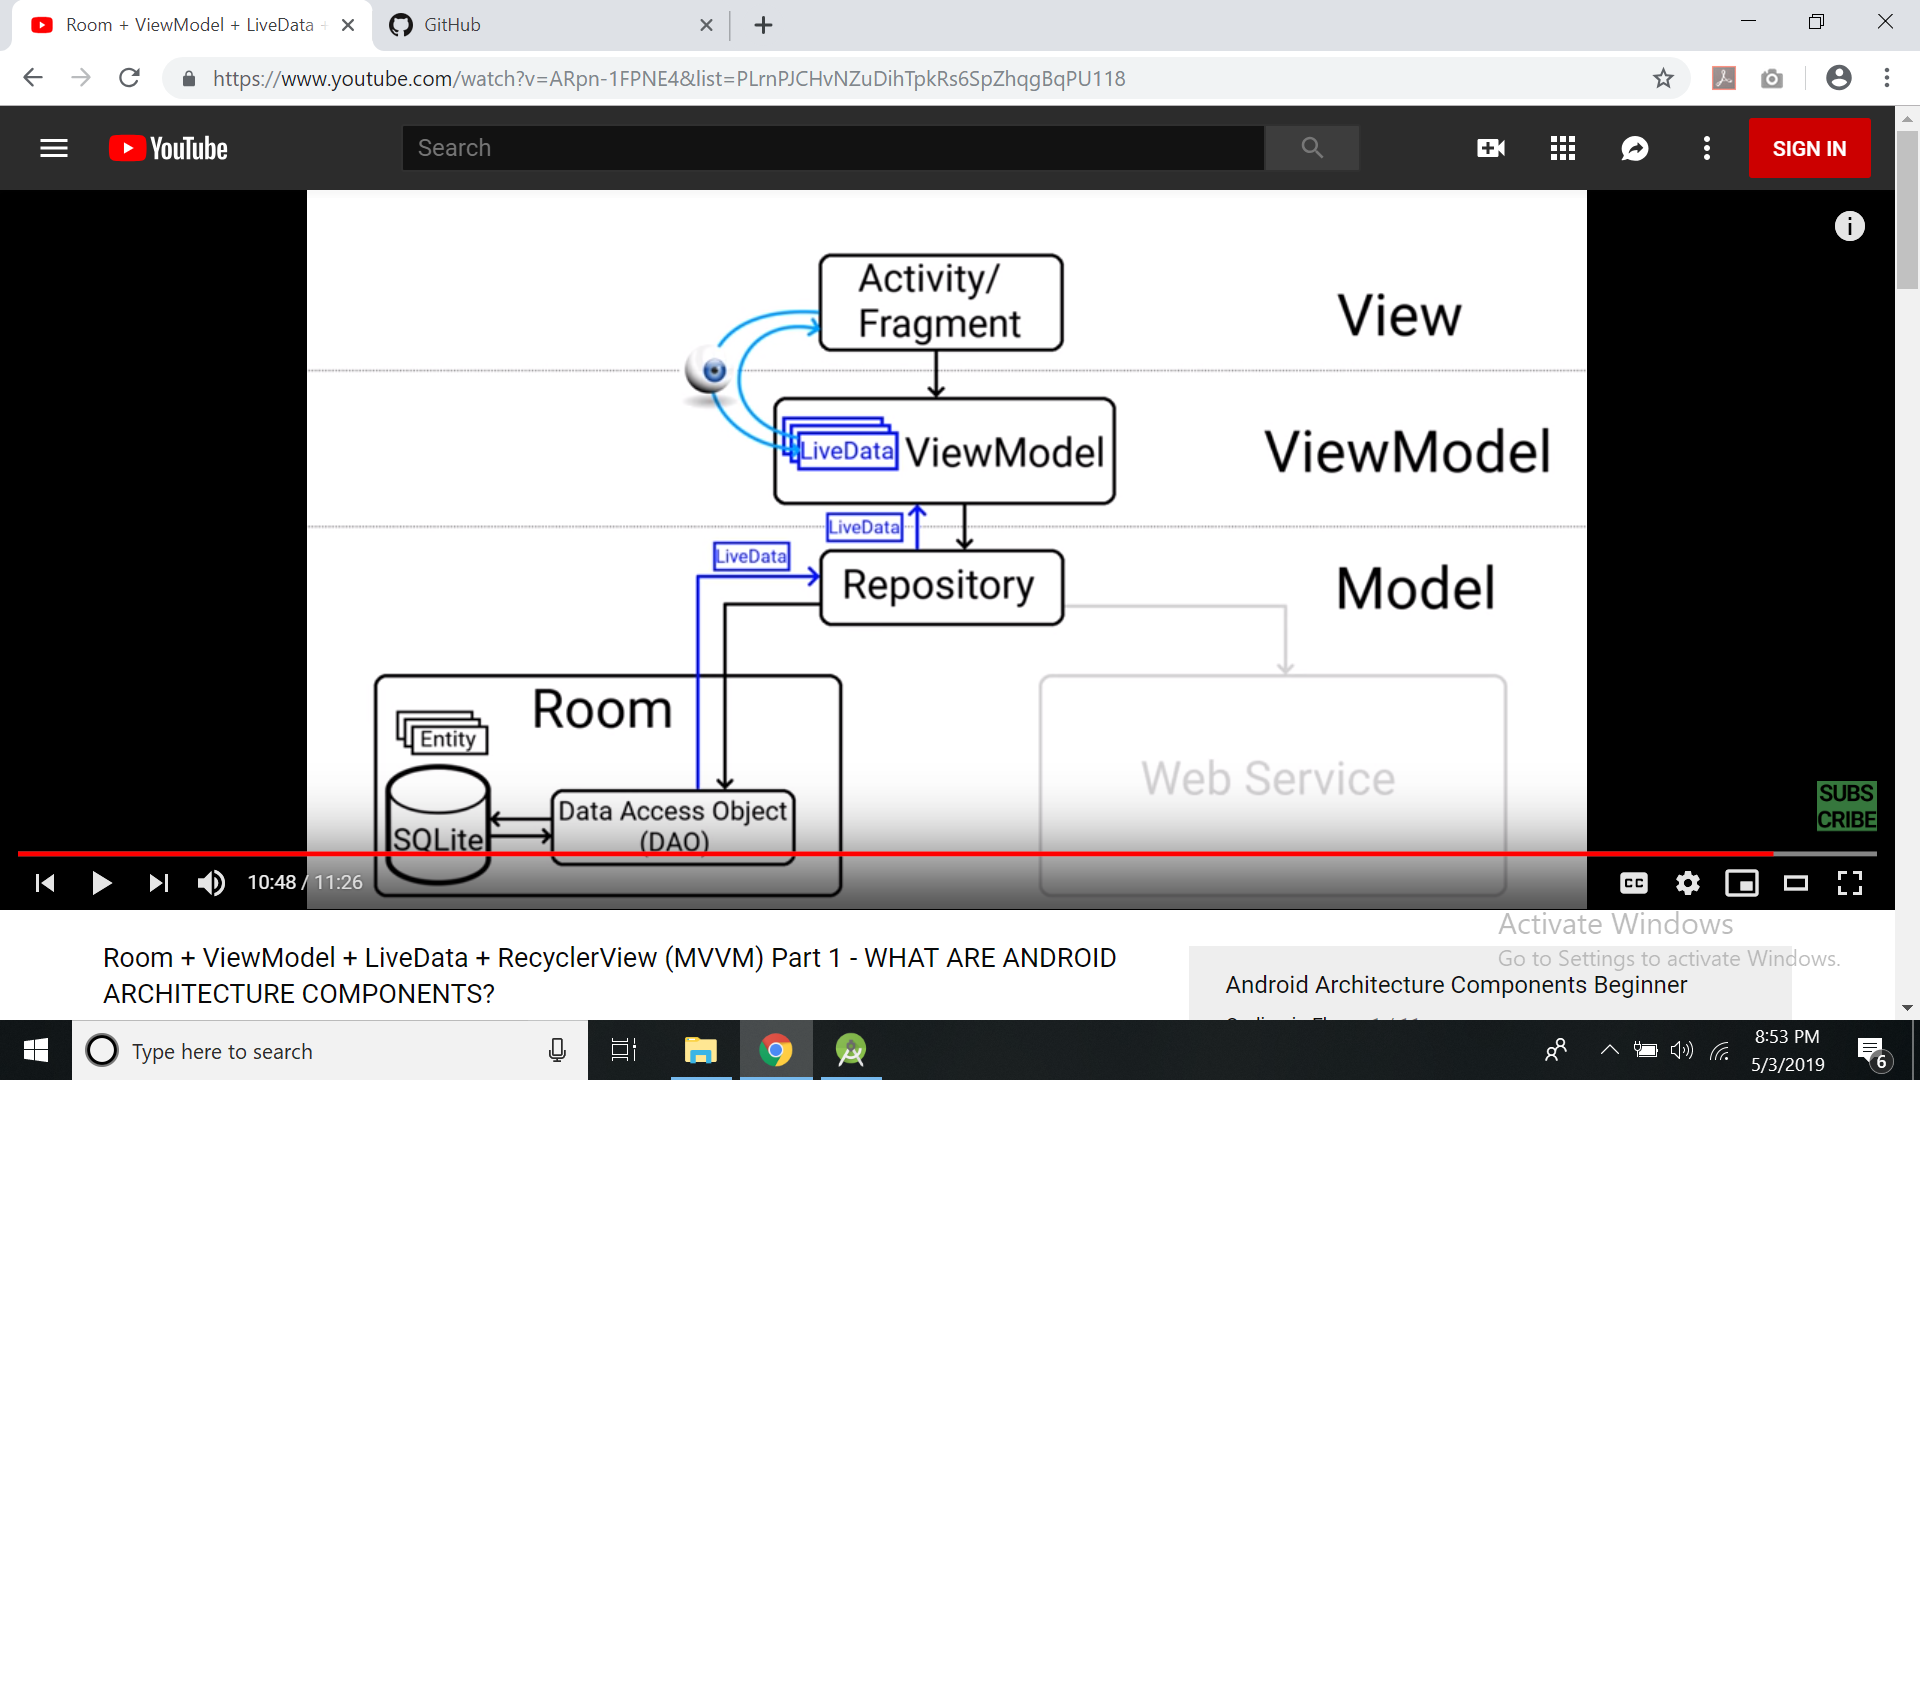 Room + ViewModel + LiveData +
GitHub
https://www.youtube.com/watch?v=ARpn-1FPNE4&list=PLrnPJCHvNZuDihTpkRs6SpZhqgBqPU118
YouTube
Search
SIGN IN
Activity/
Fragment
View
LiveData
ViewModel
ViewModel
LiveData
LiveData
Repository
Model
Room
Entity
SQLite
Data Access Object
(DAO)
Web Service
SUBS
CRIBE
10:48 / 11:26
CC
Activate Windows
Go to Settings to activate Windows.
Room + ViewModel + LiveData + RecyclerView (MVVM) Part 1 - WHAT ARE ANDROID
ARCHITECTURE COMPONENTS?
Android Architecture Components Beginner
Type here to search
8:53 PM
5/3/2019
6